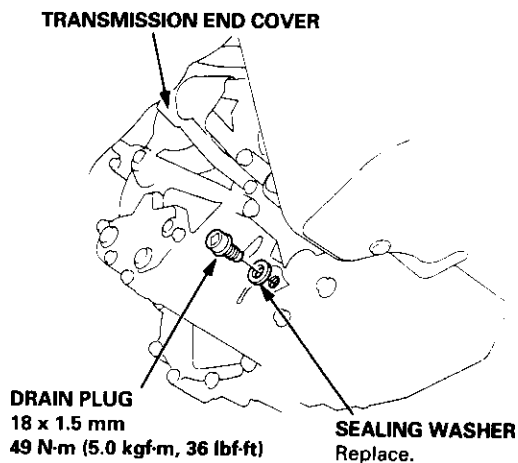 TRANSMISSION END COVER
DRAIN PLUG
18 x 1.5 mm
49 N·m (5.0 kgf·m, 36 lbf·ft)
SEALING WASHER
Replace.